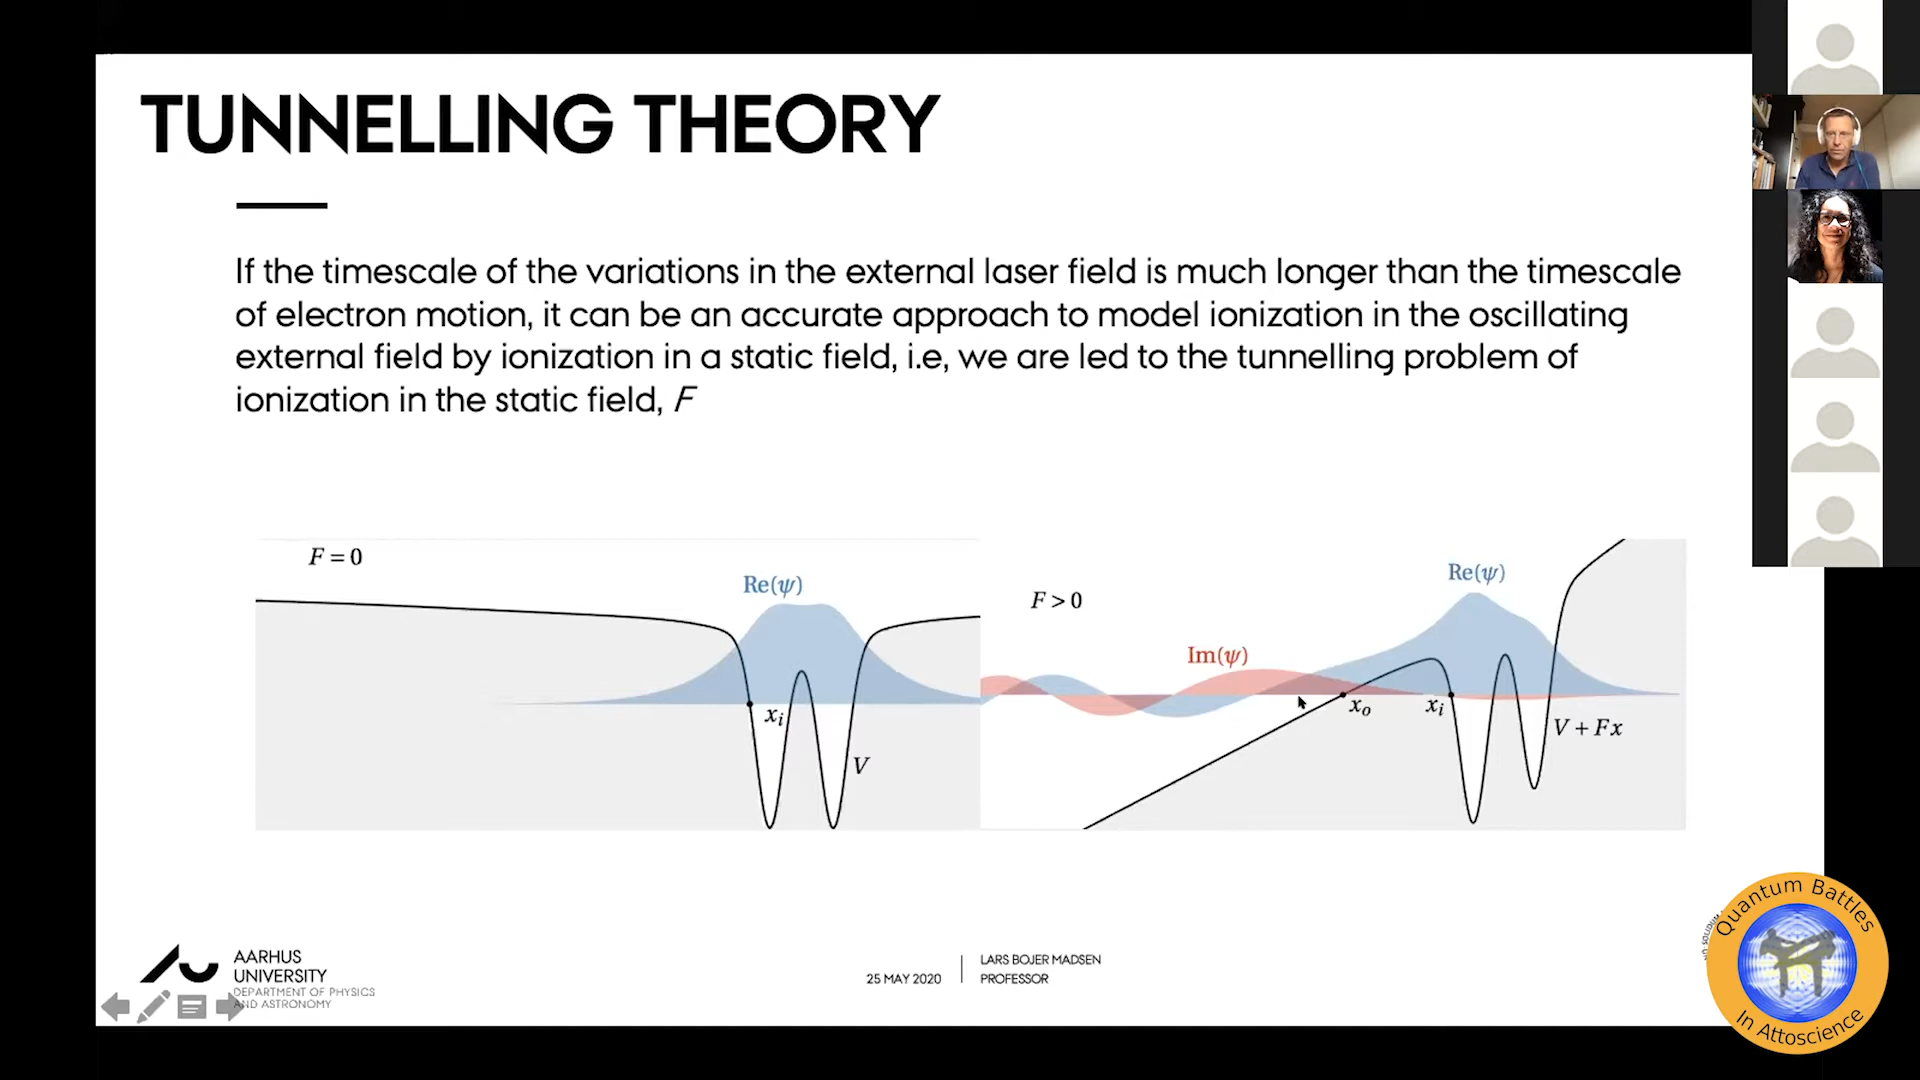 TUNNELLING THEORY
If the timescale of the variations in the external laser field is much longer than the timescale
of electron motion, it can be an accurate approach to model ionization in the oscillating
external field by ionization in a static field, i.e, we are led to the tunnelling problem of
ionization in the static field, F
F = 0
Re(ψ)
x_i
V
F > 0
Im(ψ)
Re(ψ)
x_o
x_i
V + Fx
AARHUS
UNIVERSITY
DEPARTMENT OF PHYSICS
AND ASTRONOMY
25 MAY 2020
LARS BOJER MADSEN
PROFESSOR
Quantum Battles
In Attoscience